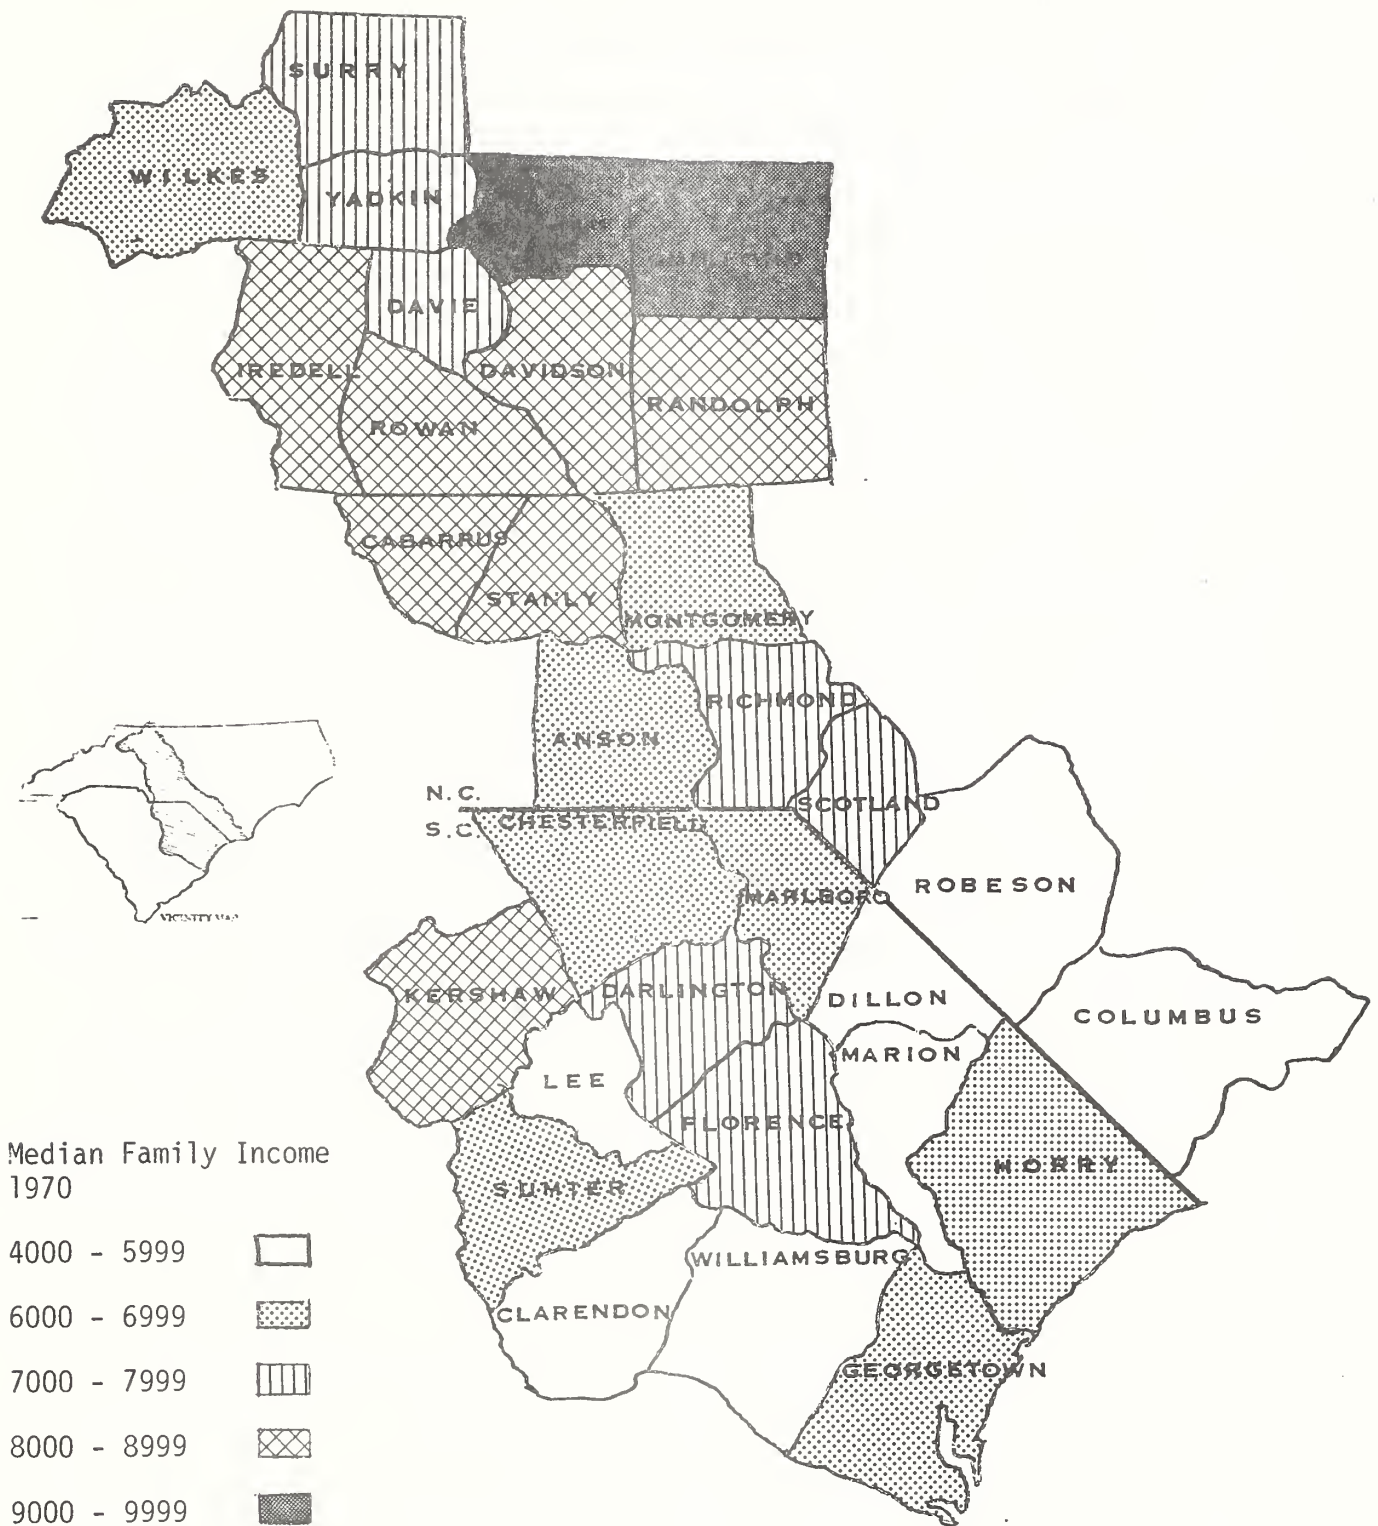 SURRY
WILKES
YADKIN
DAVIE
IREDELL
DAVIDSON
RANDOLPH
ROWAN
CABARRUS
STANLY
MONTGOMERY
RICHMOND
ANSON
N.C.
SCOTLAND
S.C.
CHESTERFIELD
ROBESON
MARLBORO
VICINITY MAP
KERSHAW
DARLINGTON
DILLON
COLUMBUS
MARION
LEE
FLORENCE
Median Family Income
1970
HORRY
SUMTER
4000 - 5999
WILLIAMSBURG
6000 - 6999
CLARENDON
7000 - 7999
GEORGETOWN
8000 - 8999
9000 - 9999